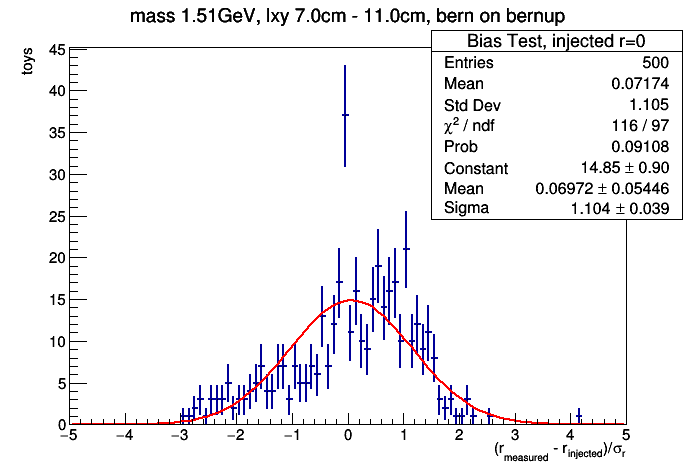 mass 1.51GeV, lxy 7.0cm - 11.0cm, bern on bernup
Bias Test, injected r=0
Entries 500
Mean 0.07174
Std Dev 1.105
χ² / ndf 116 / 97
Prob 0.09108
Constant 14.85 ± 0.90
Mean 0.06972 ± 0.05446
Sigma 1.104 ± 0.039
toys
45
40
35
30
25
20
15
10
5
0
−5 −4 −3 −2 −1 0 1 2 3 4 5
(r_measured - r_injected)/σ_r